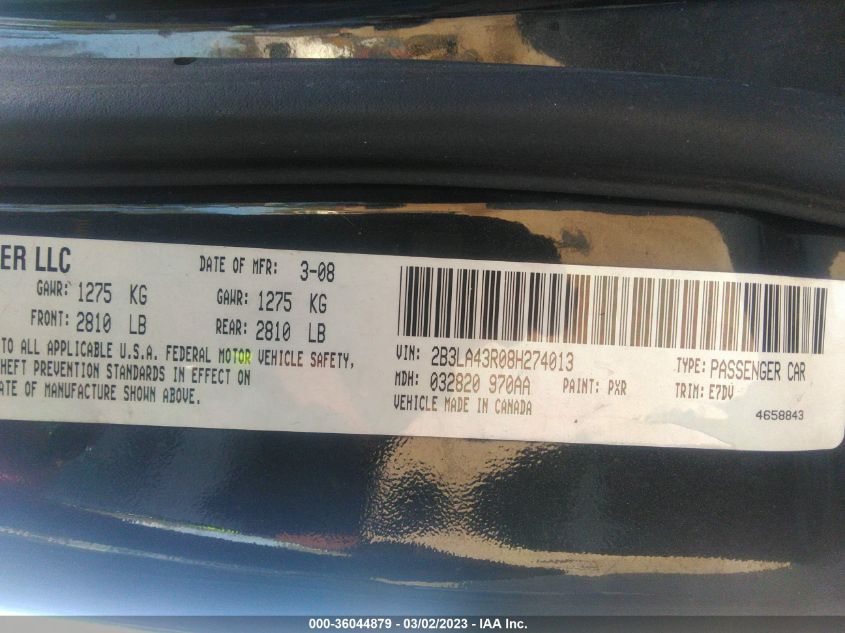 ER LLC DATE OF MFR: 3-08
GAWR: 1275 KG GAWR: 1275 KG
FRONT: 2810 LB REAR: 2810 LB
TO ALL APPLICABLE U.S.A. FEDERAL MOTOR VEHICLE SAFETY,
HEFT PREVENTION STANDARDS IN EFFECT ON
ATE OF MANUFACTURE SHOWN ABOVE.
VIN: 2B3LA43R08H274013 TYPE: PASSENGER CAR
MDH: 032820 970AA PAINT: PXR TRIM: E7DV
VEHICLE MADE IN CANADA 4658843
000-36044879 - 03/02/2023 - IAA Inc.